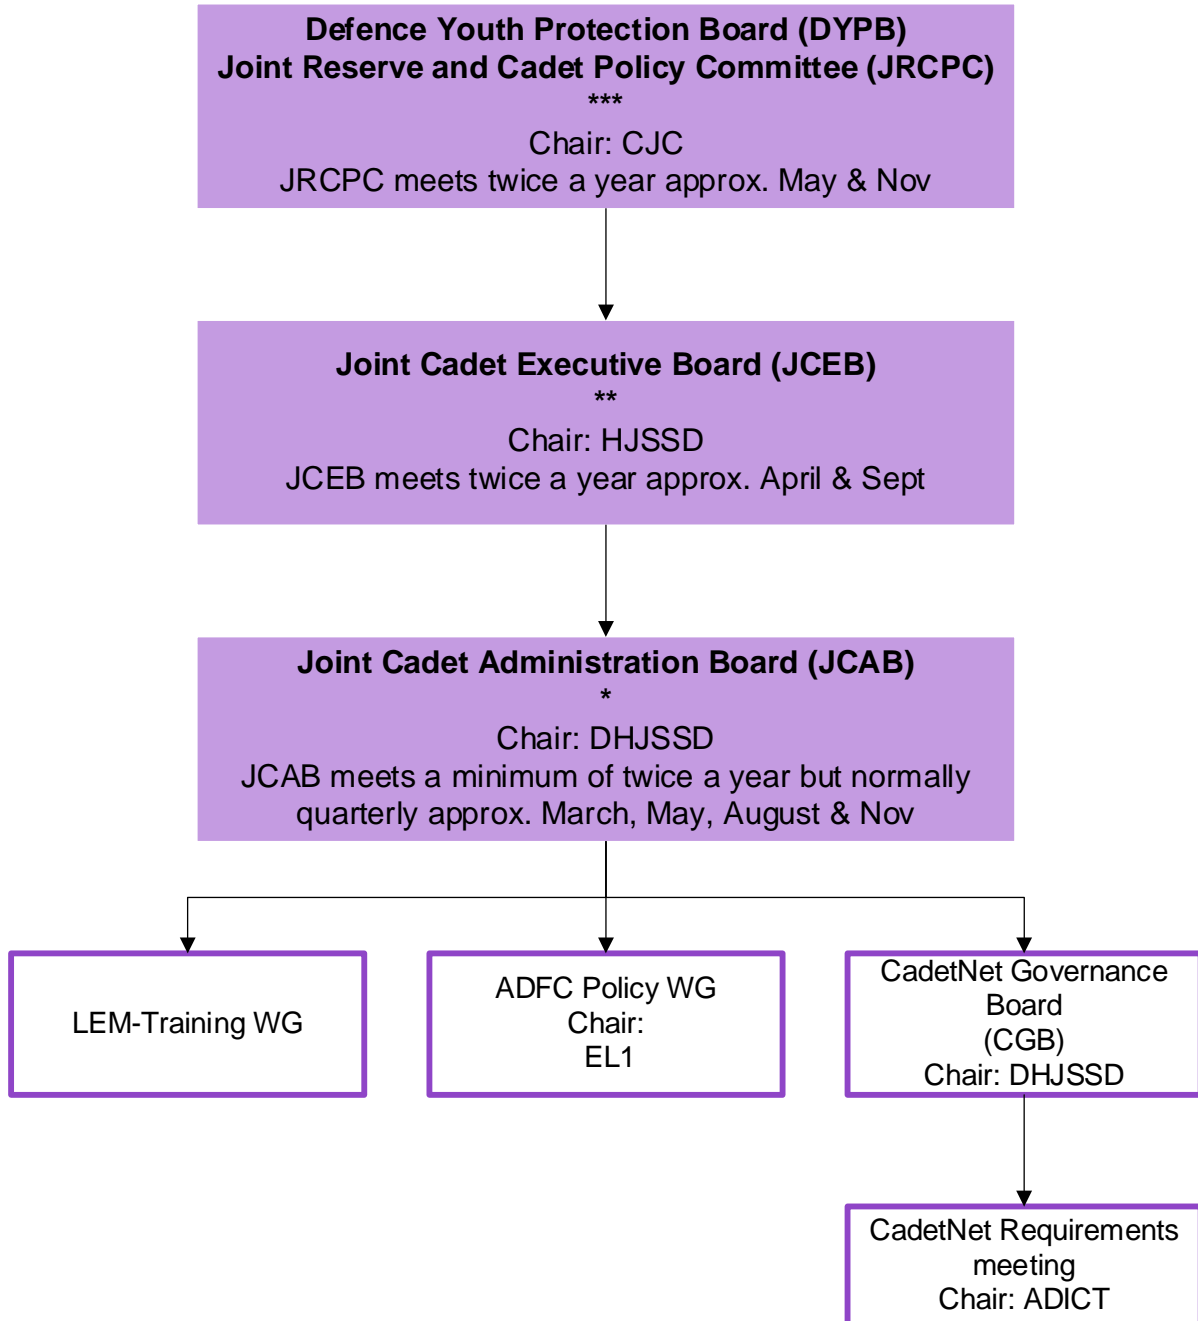 Defence Youth Protection Board (DYPB)
Joint Reserve and Cadet Policy Committee (JRCPC)
***
Chair: CJC
JRCPC meets twice a year approx. May & Nov
Joint Cadet Executive Board (JCEB)
**
Chair: HJSSD
JCEB meets twice a year approx. April & Sept
Joint Cadet Administration Board (JCAB)
*
Chair: DHJSSD
JCAB meets a minimum of twice a year but normally
quarterly approx. March, May, August & Nov
LEM-Training WG
ADFC Policy WG
Chair:
EL1
CadetNet Governance
Board
(CGB)
Chair: DHJSSD
CadetNet Requirements
meeting
Chair: ADICT